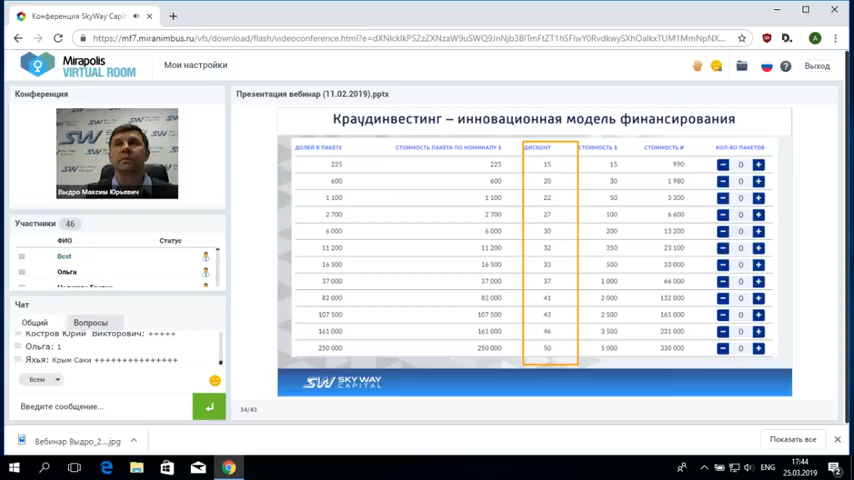 Конференция SkyWay Capi
https://mf7.miranimbus.ru/vfs/download/flash/videoconference.html?e=
Mirapolis
VIRTUAL ROOM
Мои настройки
Выход
Конференция
Презентация вебинар (11.02.2019).pptx
Выдро Максим Юрьевич
Краудинвестинг – инновационная модель финансирования
ДОЛЕЙ В ПАКЕТЕ СТОИМОСТЬ ПАКЕТА ПО НОМИНАЛУ $ ДИСКОНТ СТОИМОСТЬ $ СТОИМОСТЬ ₽ КОЛ-ВО ПАКЕТОВ
225 225 15 15 990 − 0 +
600 600 20 30 1 980 − 0 +
1 100 1 100 22 50 3 300 − 0 +
2 700 2 700 27 100 6 600 − 0 +
6 000 6 000 30 200 13 200 − 0 +
11 200 11 200 32 350 23 100 − 0 +
16 500 16 500 33 500 33 000 − 0 +
37 000 37 000 37 1 000 66 000 − 0 +
82 000 82 000 41 2 000 132 000 − 0 +
107 500 107 500 43 2 500 165 000 − 0 +
161 000 161 000 46 3 500 231 000 − 0 +
250 000 250 000 50 5 000 330 000 − 0 +
SW SKY WAY
CAPITAL
34/43
Участники 46
ФИО Статус
Ольга
Чат
Общий Вопросы
Костров Юрий Викторович: +++++
Ольга: 1
Яхья: Крым Саки +++++++++++++++
Всем
Введите сообщение...
Вебинар Выдро_2....jpg
Показать все
ENG
17:44
25.03.2019